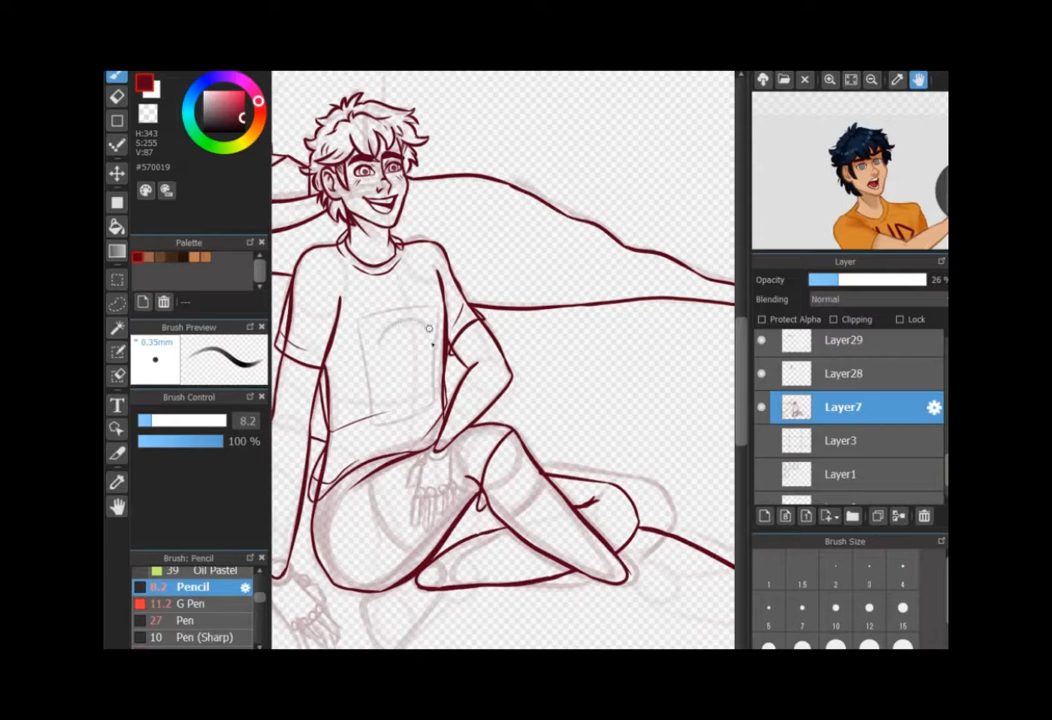 H:343
S:255
V:87
#570019
Palette
---
Brush Preview
* 0.35mm
Brush Control
8.2
100 %
Brush: Pencil
39 Oil Pastel
8.2 Pencil
11.2 G Pen
27 Pen
10 Pen (Sharp)
T
Layer
Opacity 26 %
Blending Normal
Protect Alpha Clipping Lock
Layer29
Layer28
Layer7
Layer3
Layer1
Brush Size
1 1.5 2 3 4
5 7 10 12 15